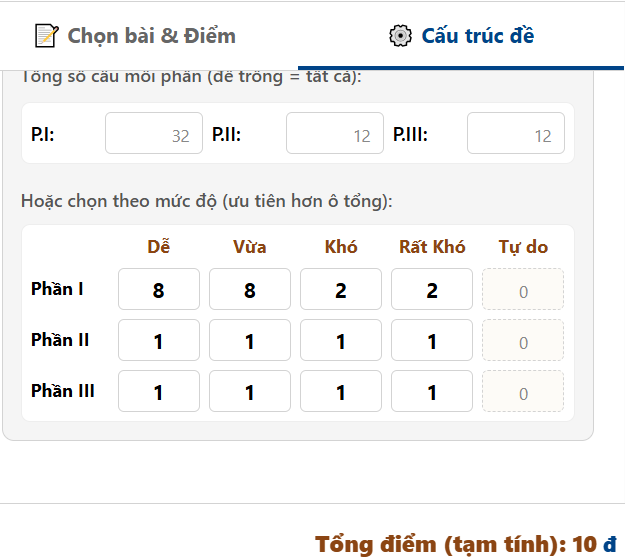 Chọn bài & Điểm
Cấu trúc đề
Tổng số câu mỗi phần (để trống = tất cả):
P.I: 32 P.II: 12 P.III: 12
Hoặc chọn theo mức độ (ưu tiên hơn ô tổng):
Dễ Vừa Khó Rất Khó Tự do
Phần I 8 8 2 2 0
Phần II 1 1 1 1 0
Phần III 1 1 1 1 0
Tổng điểm (tạm tính): 10 đ